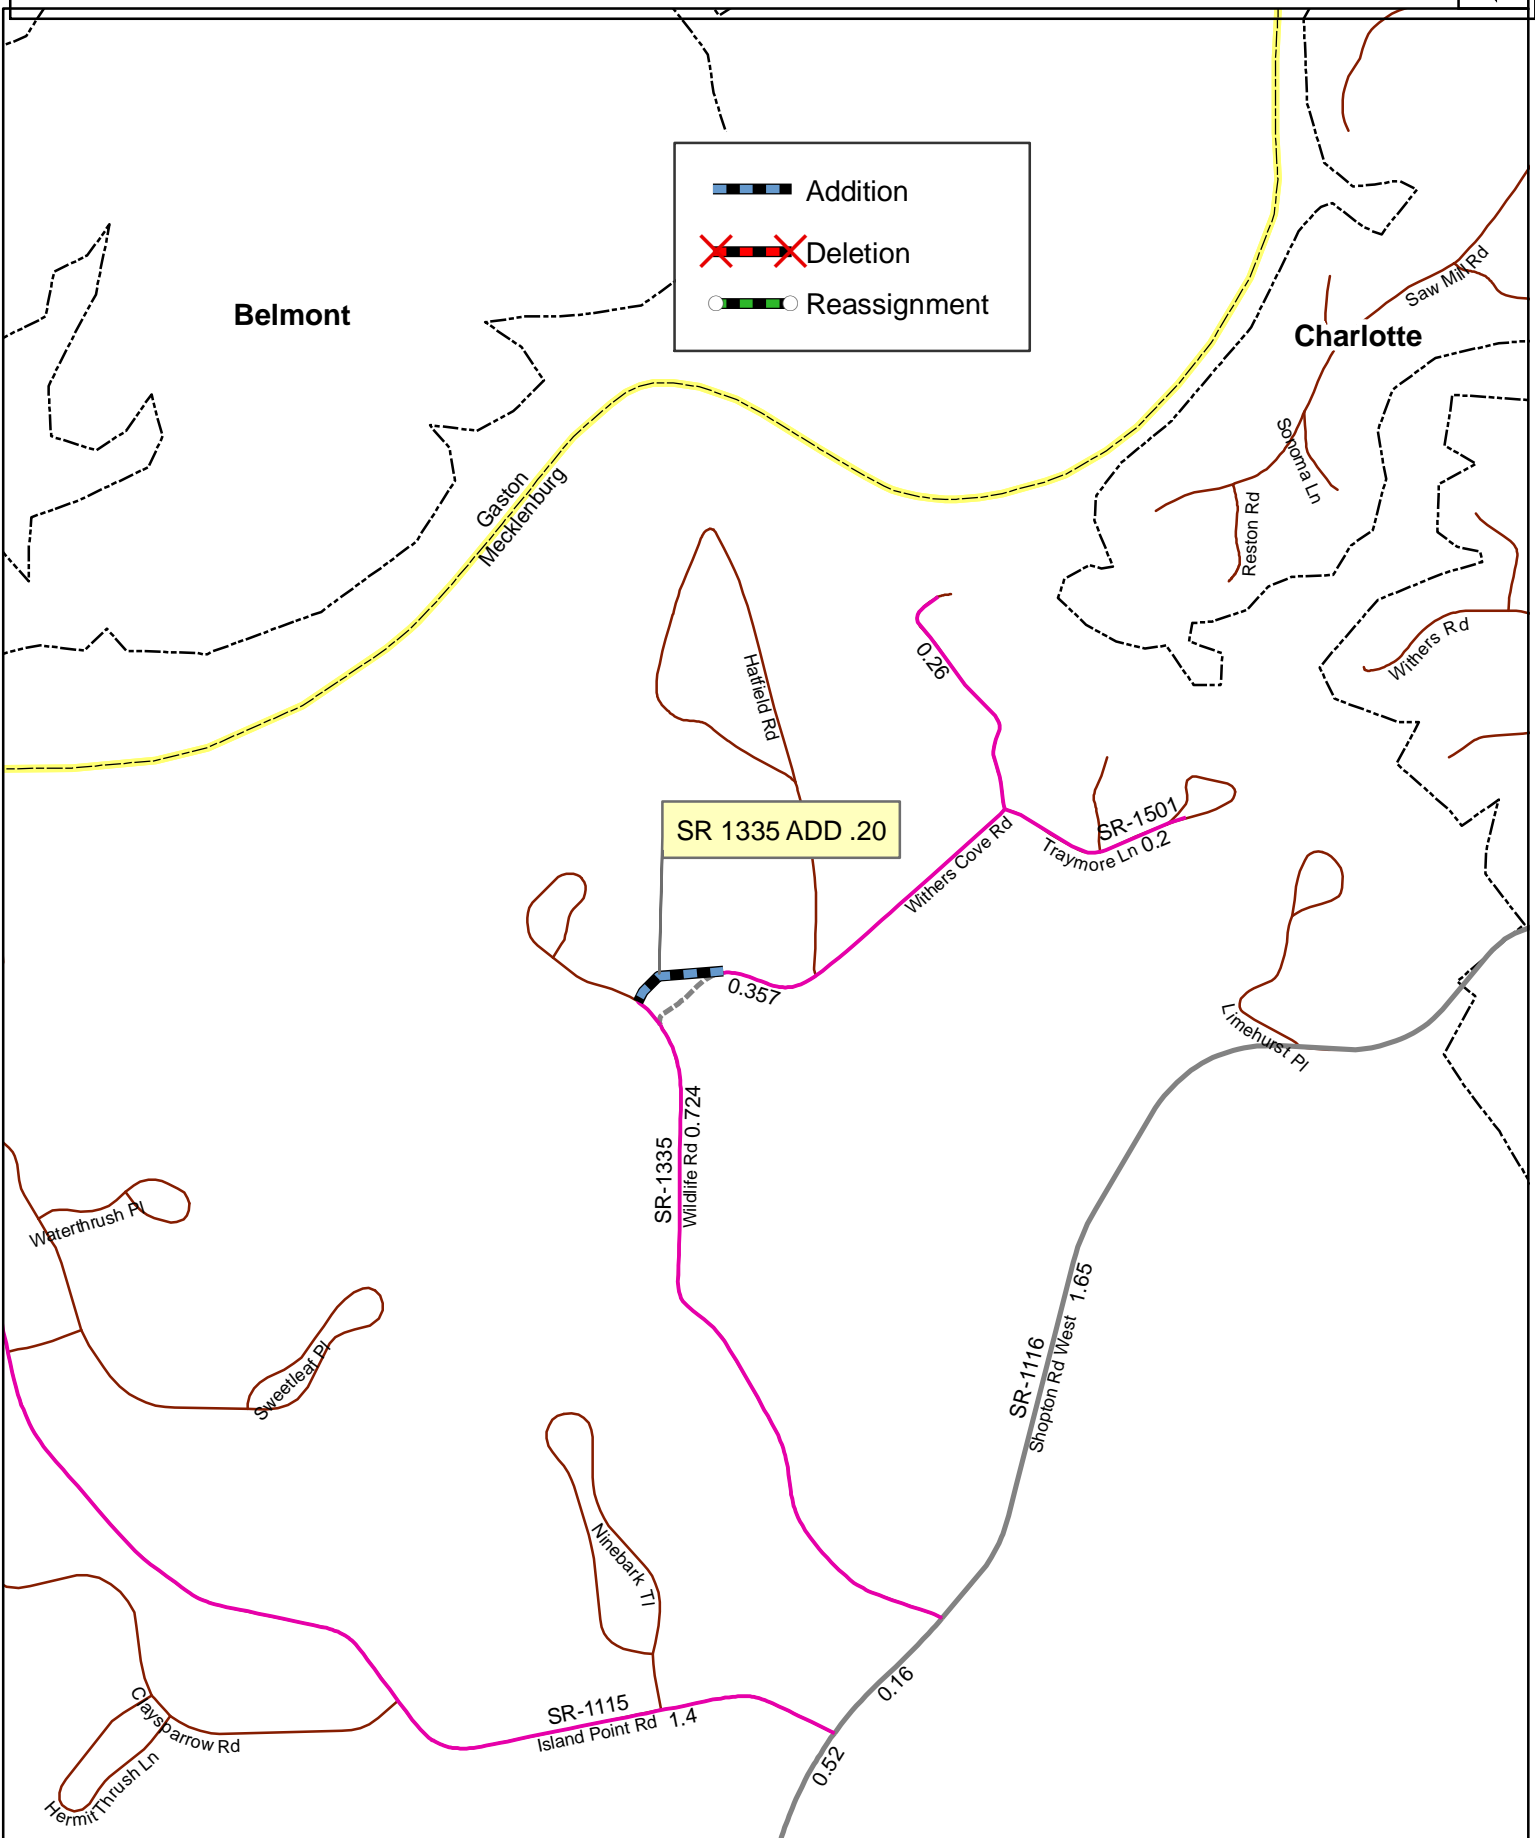 Addition
Deletion
Reassignment
Belmont
Charlotte
Saw Mill Rd
Sonoma Ln
Reston Rd
Gaston
Mecklenburg
Withers Rd
0.26
Hatfield Rd
SR 1335 ADD .20
SR-1501
Traymore Ln 0.2
Withers Cove Rd
0.357
Limehurst Pl
SR-1335
Wildlife Rd 0.724
Waterthrush Pl
SR-1116
Shopton Rd West 1.65
Sweetleaf Pl
Ninebark Tl
0.16
SR-1115
Island Point Rd 1.4
Caysparrow Rd
0.52
HermitThrush Ln